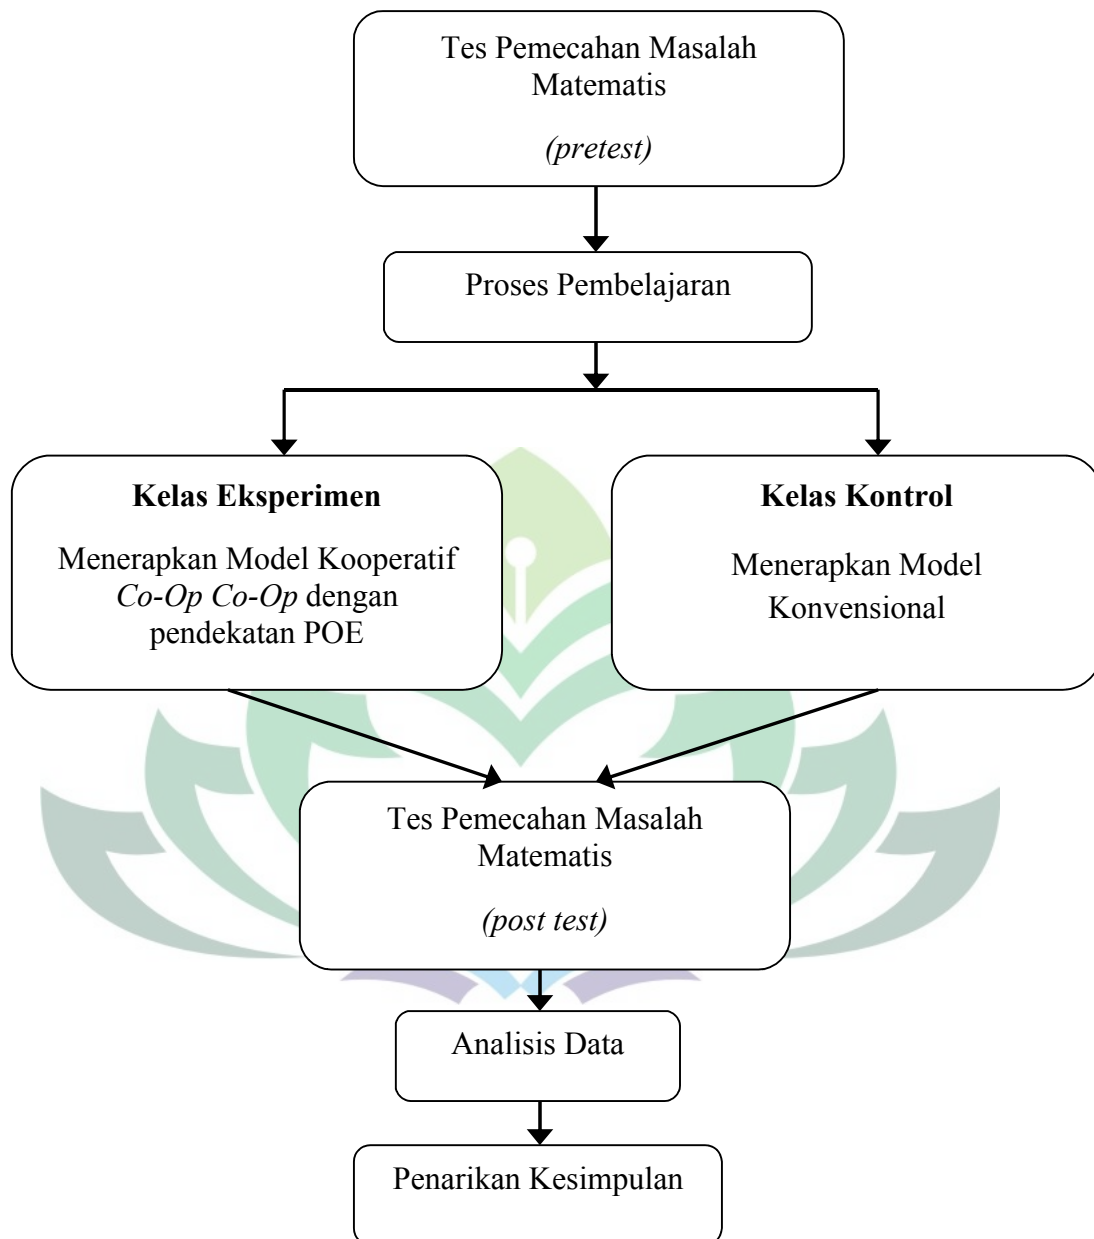 Tes Pemecahan Masalah
Matematis
(pretest)
Proses Pembelajaran
Kelas Eksperimen
Menerapkan Model Kooperatif
Co-Op Co-Op dengan
pendekatan POE
Kelas Kontrol
Menerapkan Model
Konvensional
Tes Pemecahan Masalah
Matematis
(post test)
Analisis Data
Penarikan Kesimpulan